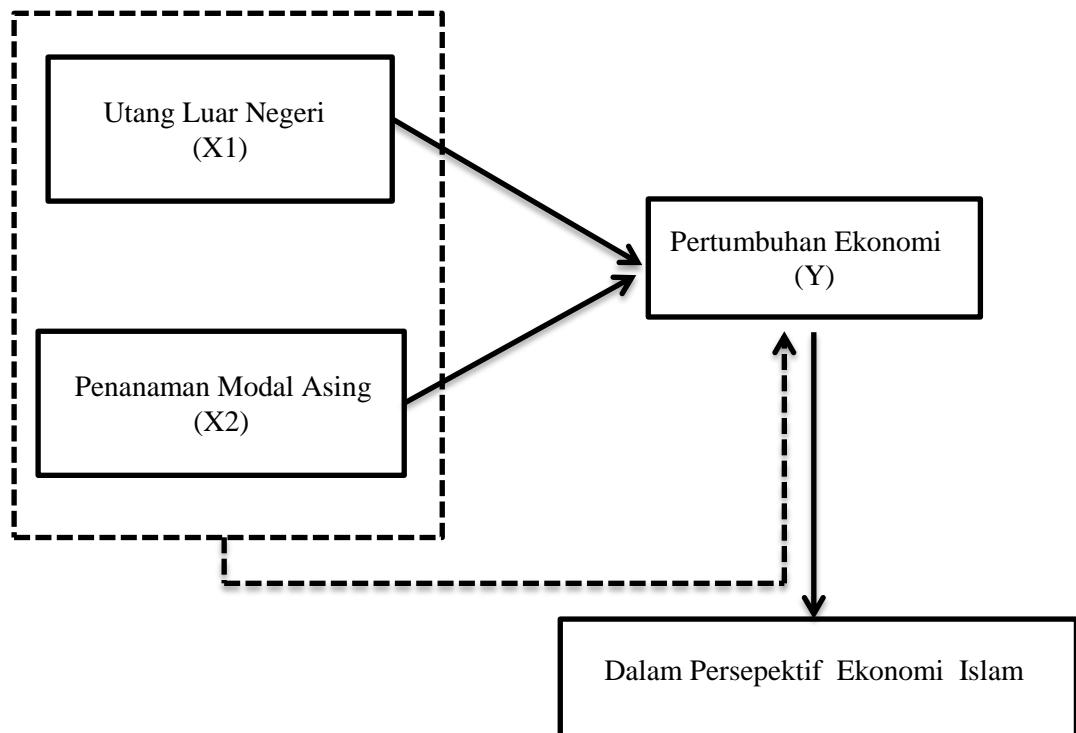 Utang Luar Negeri
(X1)
Pertumbuhan Ekonomi
(Y)
Penanaman Modal Asing
(X2)
Dalam Persepektif Ekonomi Islam